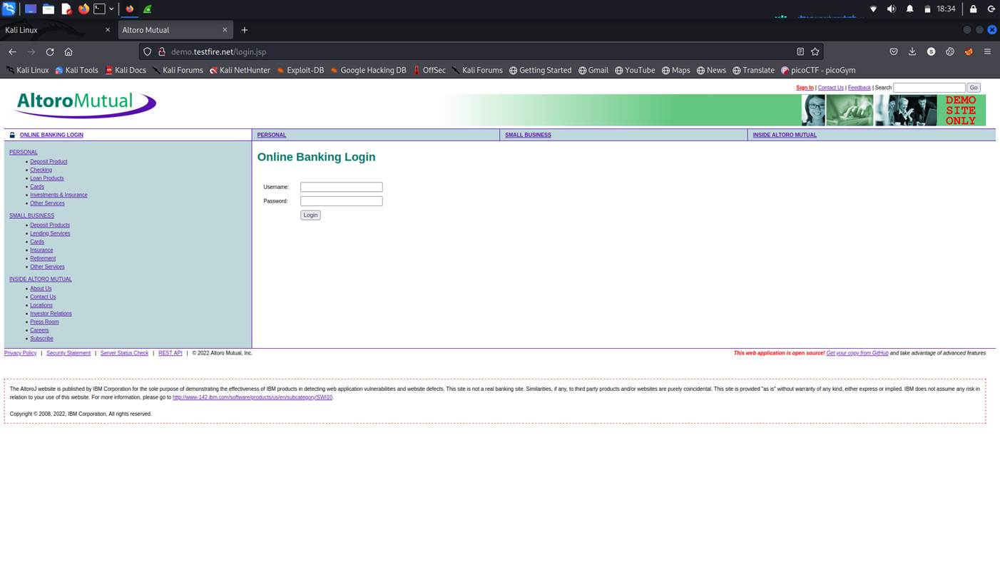 18:34
Kali Linux
Altoro Mutual
demo.testfire.net/login.jsp
Kali Linux Kali Tools Kali Docs Kali Forums Kali NetHunter Exploit-DB Google Hacking DB OffSec Kali Forums Getting Started Gmail YouTube Maps News Translate picoCTF - picoGym
Sign In | Contact Us | Feedback | Search Go
AltoroMutual
DEMO
SITE
ONLY
ONLINE BANKING LOGIN PERSONAL SMALL BUSINESS INSIDE ALTORO MUTUAL
PERSONAL
Deposit Product
Checking
Loan Products
Cards
Investments & Insurance
Other Services
SMALL BUSINESS
Deposit Products
Lending Services
Cards
Insurance
Retirement
Other Services
INSIDE ALTORO MUTUAL
About Us
Contact Us
Locations
Investor Relations
Press Room
Careers
Subscribe
Online Banking Login
Username:
Password:
Login
Privacy Policy | Security Statement | Server Status Check | REST API | © 2022 Altoro Mutual, Inc.
This web application is open source! Get your copy from GitHub and take advantage of advanced features
The AltoroJ website is published by IBM Corporation for the sole purpose of demonstrating the effectiveness of IBM products in detecting web application vulnerabilities and website defects. This site is not a real banking site. Similarities, if any, to third party products and/or websites are purely coincidental. This site is provided "as is" without warranty of any kind, either express or implied. IBM does not assume any risk in
relation to your use of this website. For more information, please go to http://www-142.ibm.com/software/products/us/en/subcategory/SWI10.
Copyright © 2008, 2022, IBM Corporation, All rights reserved.